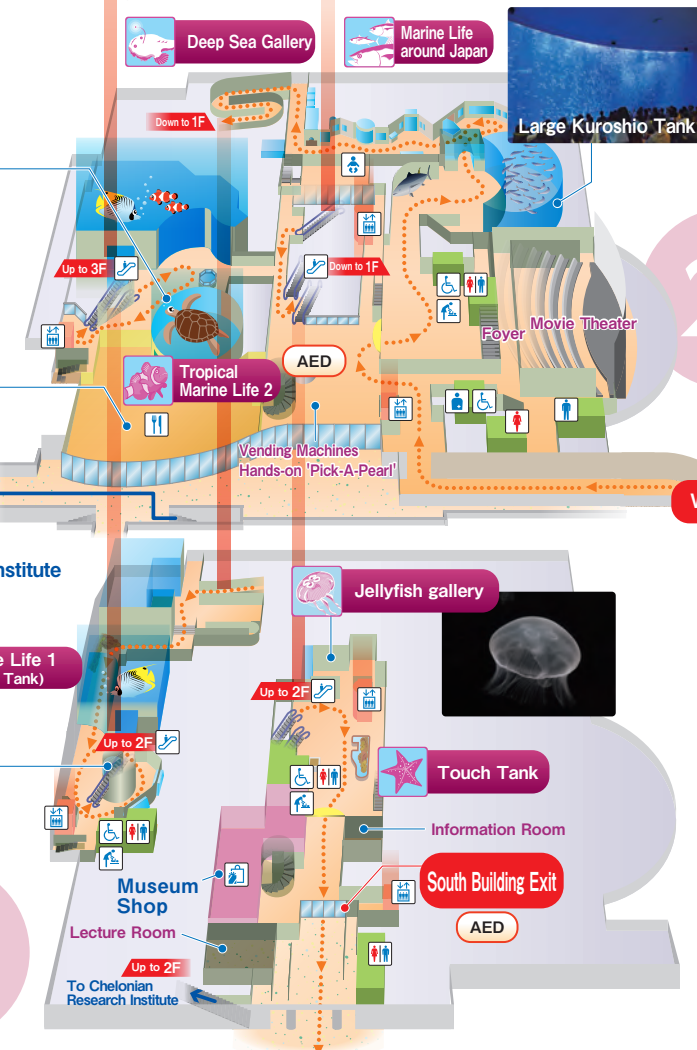 Deep Sea Gallery
Marine Life
around Japan
Large Kuroshio Tank
Down to 1F
Up to 3F
Down to 1F
Foyer
Movie Theater
AED
Tropical
Marine Life 2
Vending Machines
Hands-on 'Pick-A-Pearl'
nstitute
Jellyfish gallery
e Life 1
Tank)
Up to 2F
Up to 2F
Touch Tank
Information Room
South Building Exit
AED
Museum
Shop
Lecture Room
Up to 2F
To Chelonian
Research Institute